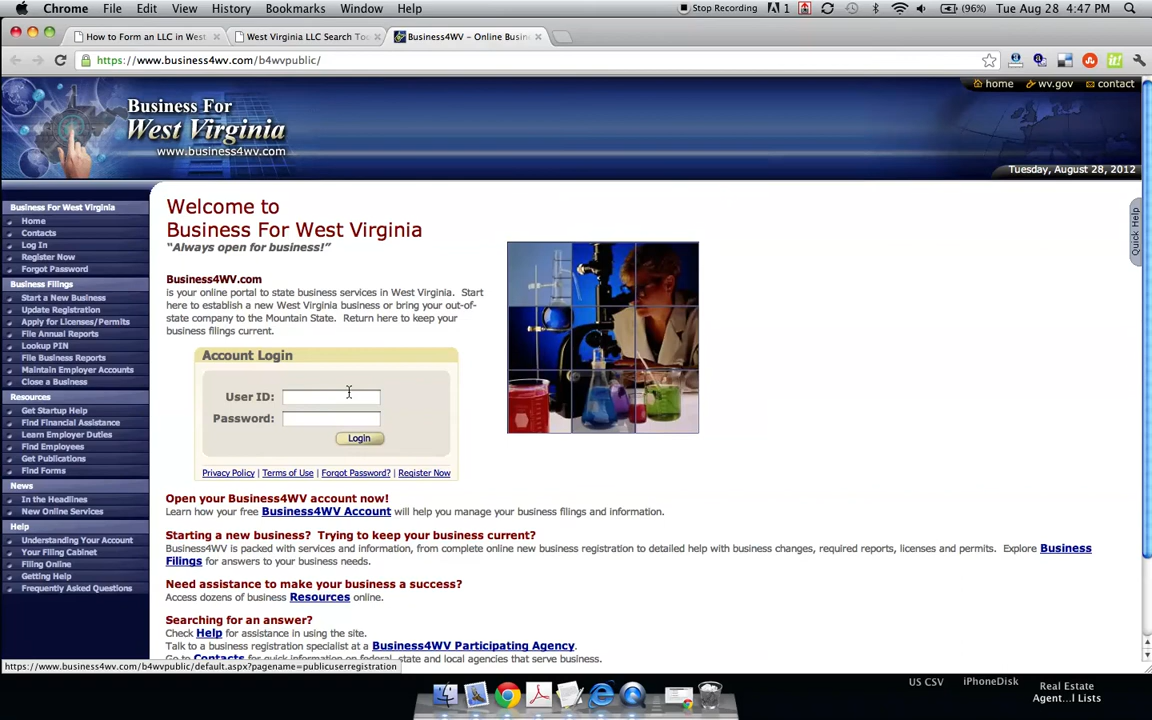 Chrome File Edit View History Bookmarks Window Help Stop Recording 1 (96%) Tue Aug 28 4:47 PM
How to Form an LLC in West West Virginia LLC Search Too Business4WV – Online Busin
https://www.business4wv.com/b4wvpublic/
home wv.gov contact
Business For
West Virginia
www.business4wv.com
Tuesday, August 28, 2012
Quick Help
Business For West Virginia
Home
Contacts
Log In
Register Now
Forgot Password
Business Filings
Start a New Business
Update Registration
Apply for Licenses/Permits
File Annual Reports
Lookup PIN
File Business Reports
Maintain Employer Accounts
Close a Business
Resources
Get Startup Help
Find Financial Assistance
Learn Employer Duties
Find Employees
Get Publications
Find Forms
News
In the Headlines
New Online Services
Help
Understanding Your Account
Your Filing Cabinet
Filing Online
Getting Help
Frequently Asked Questions
Welcome to
Business For West Virginia
"Always open for business!"
Business4WV.com
is your online portal to state business services in West Virginia. Start
here to establish a new West Virginia business or bring your out-of-
state company to the Mountain State. Return here to keep your
business filings current.
Account Login
User ID:
Password:
Login
Privacy Policy | Terms of Use | Forgot Password? | Register Now
Open your Business4WV account now!
Learn how your free Business4WV Account will help you manage your business filings and information.
Starting a new business? Trying to keep your business current?
Business4WV is packed with services and information, from complete online new business registration to detailed help with business changes, required reports, licenses and permits. Explore Business
Filings for answers to your business needs.
Need assistance to make your business a success?
Access dozens of business Resources online.
Searching for an answer?
Check Help for assistance in using the site.
Talk to a business registration specialist at a Business4WV Participating Agency.
Go to Contacts for quick information on federal, state and local agencies that serve business.
https://www.business4wv.com/b4wvpublic/default.aspx?pagename=publicuserregistration
US CSV iPhoneDisk Real Estate
Agent...l Lists